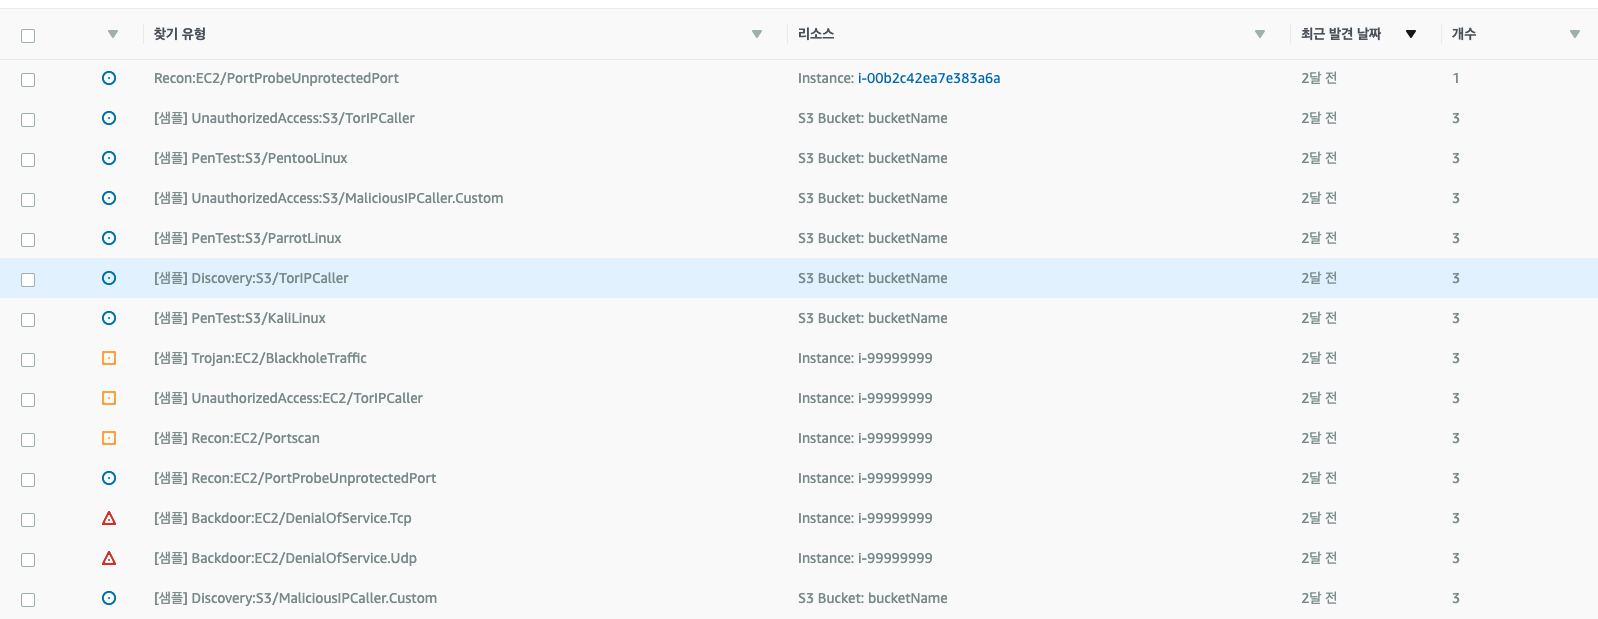 찾기 유형 리소스 최근 발견 날짜 개수
Recon:EC2/PortProbeUnprotectedPort Instance: i-00b2c42ea7e383a6a 2달 전 1
[샘플] UnauthorizedAccess:S3/TorIPCaller S3 Bucket: bucketName 2달 전 3
[샘플] PenTest:S3/PentooLinux S3 Bucket: bucketName 2달 전 3
[샘플] UnauthorizedAccess:S3/MaliciousIPCaller.Custom S3 Bucket: bucketName 2달 전 3
[샘플] PenTest:S3/ParrotLinux S3 Bucket: bucketName 2달 전 3
[샘플] Discovery:S3/TorIPCaller S3 Bucket: bucketName 2달 전 3
[샘플] PenTest:S3/KaliLinux S3 Bucket: bucketName 2달 전 3
[샘플] Trojan:EC2/BlackholeTraffic Instance: i-99999999 2달 전 3
[샘플] UnauthorizedAccess:EC2/TorIPCaller Instance: i-99999999 2달 전 3
[샘플] Recon:EC2/Portscan Instance: i-99999999 2달 전 3
[샘플] Recon:EC2/PortProbeUnprotectedPort Instance: i-99999999 2달 전 3
[샘플] Backdoor:EC2/DenialOfService.Tcp Instance: i-99999999 2달 전 3
[샘플] Backdoor:EC2/DenialOfService.Udp Instance: i-99999999 2달 전 3
[샘플] Discovery:S3/MaliciousIPCaller.Custom S3 Bucket: bucketName 2달 전 3